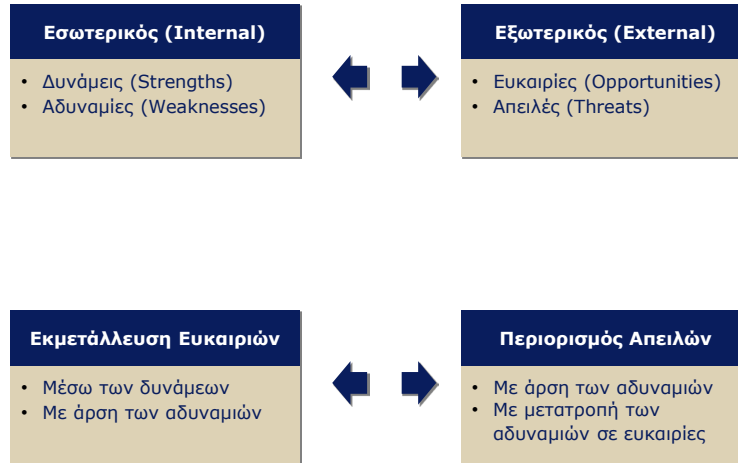 Εσωτερικός (Internal)
• Δυνάμεις (Strengths)
• Αδυναμίες (Weaknesses)
Εξωτερικός (External)
• Ευκαιρίες (Opportunities)
• Απειλές (Threats)
Εκμετάλλευση Ευκαιριών
• Μέσω των δυνάμεων
• Με άρση των αδυναμιών
Περιορισμός Απειλών
• Με άρση των αδυναμιών
• Με μετατροπή των
αδυναμιών σε ευκαιρίες